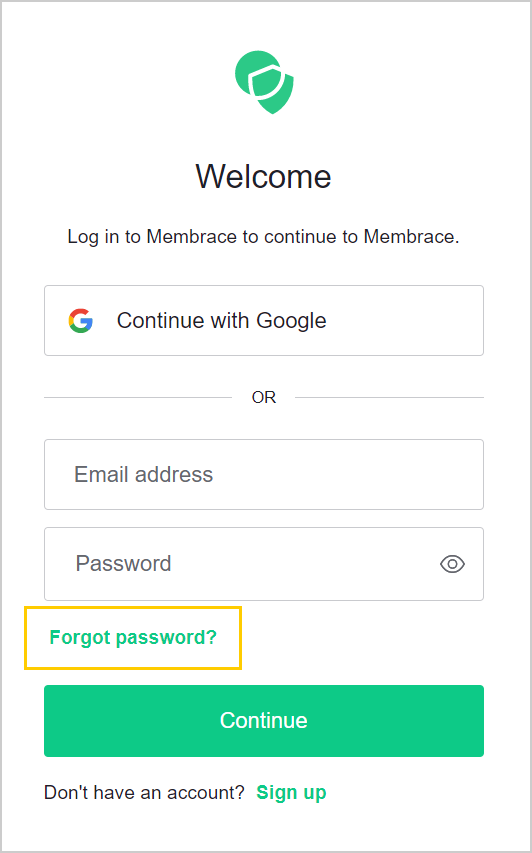 Welcome
Log in to Membrace to continue to Membrace.
Continue with Google
OR
Email address
Password
Forgot password?
Continue
Don't have an account? Sign up